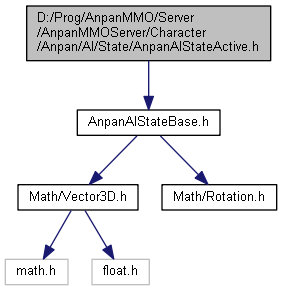 D:/Prog/AnpanMMO/Server
/AnpanMMOServer/Character
/Anpan/AI/State/AnpanAIStateActive.h
AnpanAIStateBase.h
Math/Vector3D.h
Math/Rotation.h
math.h
float.h